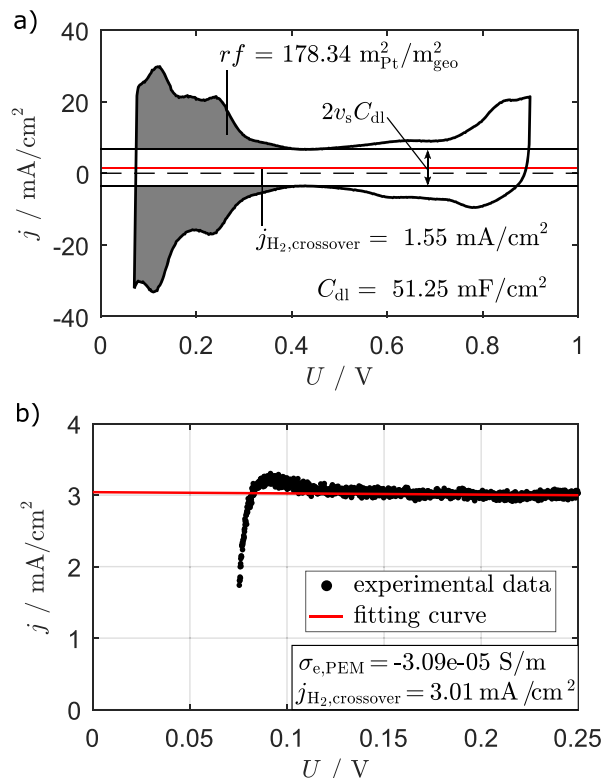 a)
40
20
0
-20
-40
j / mA/cm²
rf = 178.34 m²Pt/m²geo
2vsCdl
jH₂,crossover = 1.55 mA/cm²
Cdl = 51.25 mF/cm²
0 0.2 0.4 0.6 0.8 1
U / V
b)
4
3
2
1
0
j / mA/cm²
experimental data
fitting curve
σe,PEM = -3.09e-05 S/m
jH₂,crossover = 3.01 mA/cm²
0 0.05 0.1 0.15 0.2 0.25
U / V